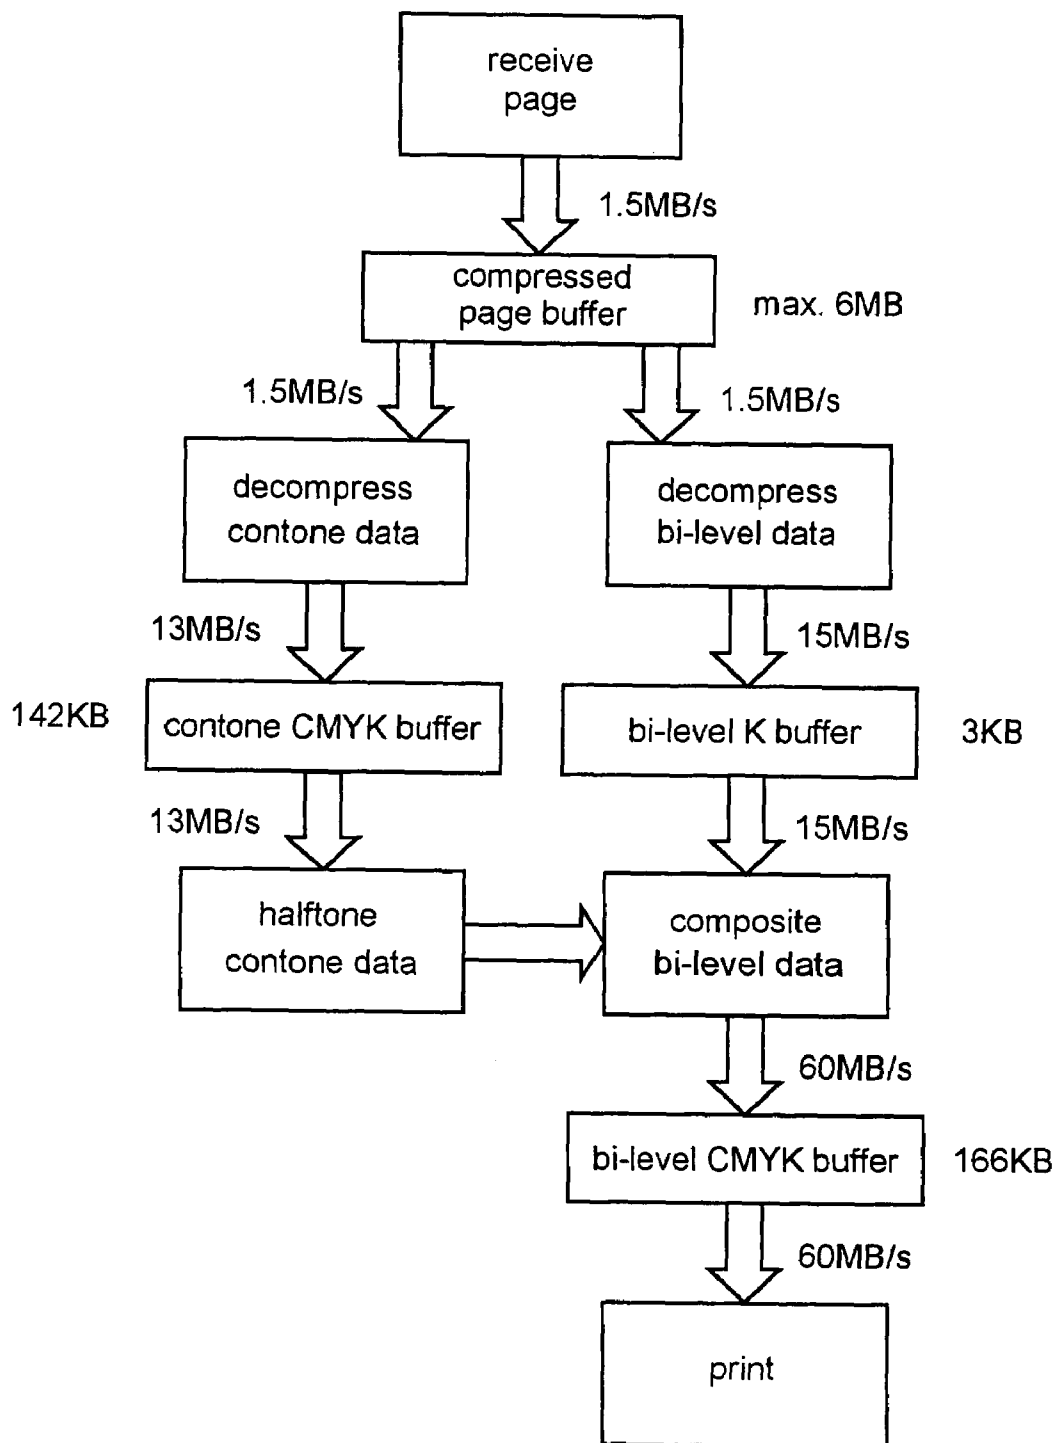 receive
page
1.5MB/s
compressed
page buffer
max. 6MB
1.5MB/s
1.5MB/s
decompress
contone data
decompress
bi-level data
13MB/s
15MB/s
142KB
contone CMYK buffer
bi-level K buffer
3KB
13MB/s
15MB/s
halftone
contone data
composite
bi-level data
60MB/s
bi-level CMYK buffer
166KB
60MB/s
print